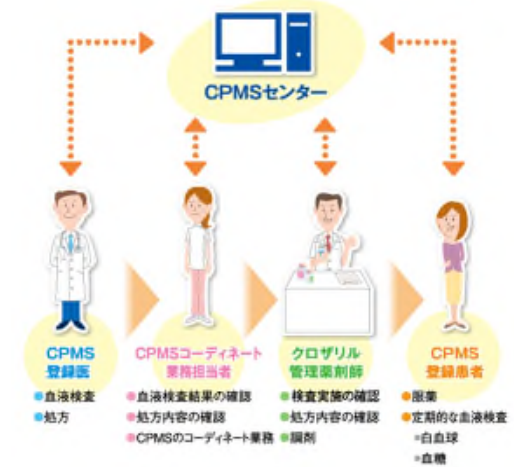 CPMSセンター
CPMS
登録医
●血液検査
●処方
CPMSコーディネート
業務担当者
●血液検査結果の確認
●処方内容の確認
●CPMSのコーディネート業務
クロザリル
管理薬剤師
●検査実施の確認
●処方内容の確認
●調剤
CPMS
登録患者
●服薬
●定期的な血液検査
■白血球
■血糖